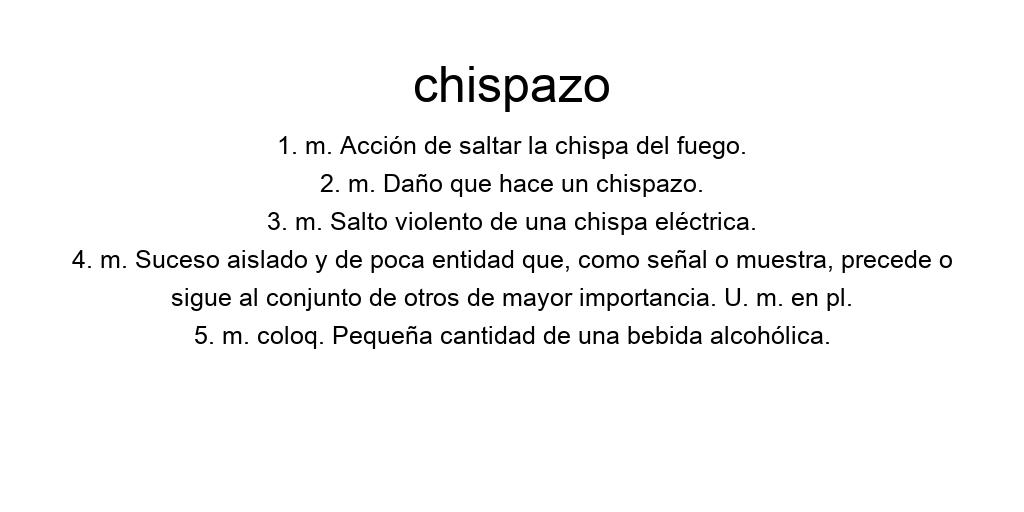 chispazo
1. m. Acción de saltar la chispa del fuego.
2. m. Daño que hace un chispazo.
3. m. Salto violento de una chispa eléctrica.
4. m. Suceso aislado y de poca entidad que, como señal o muestra, precede o
sigue al conjunto de otros de mayor importancia. U. m. en pl.
5. m. coloq. Pequeña cantidad de una bebida alcohólica.